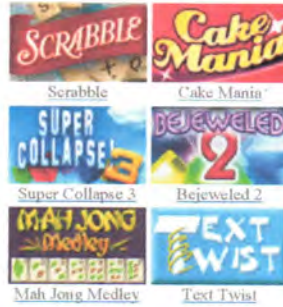 SCRABBLE
Scrabble
Cake Mania
Cake Mania
SUPER COLLAPSE! 3
Super Collapse 3
BEJEWELED 2
Bejeweled 2
MAH JONG Medley
Mah Jong Medley
TEXT TWIST
Text Twist